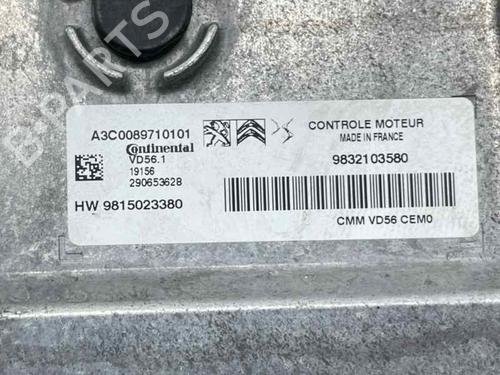 B-PARTS
A3C0089710101
Continental
VD56.1
19156
290653628
HW 9815023380
CONTROLE MOTEUR
MADE IN FRANCE
9832103580
CMM VD56 CEM0